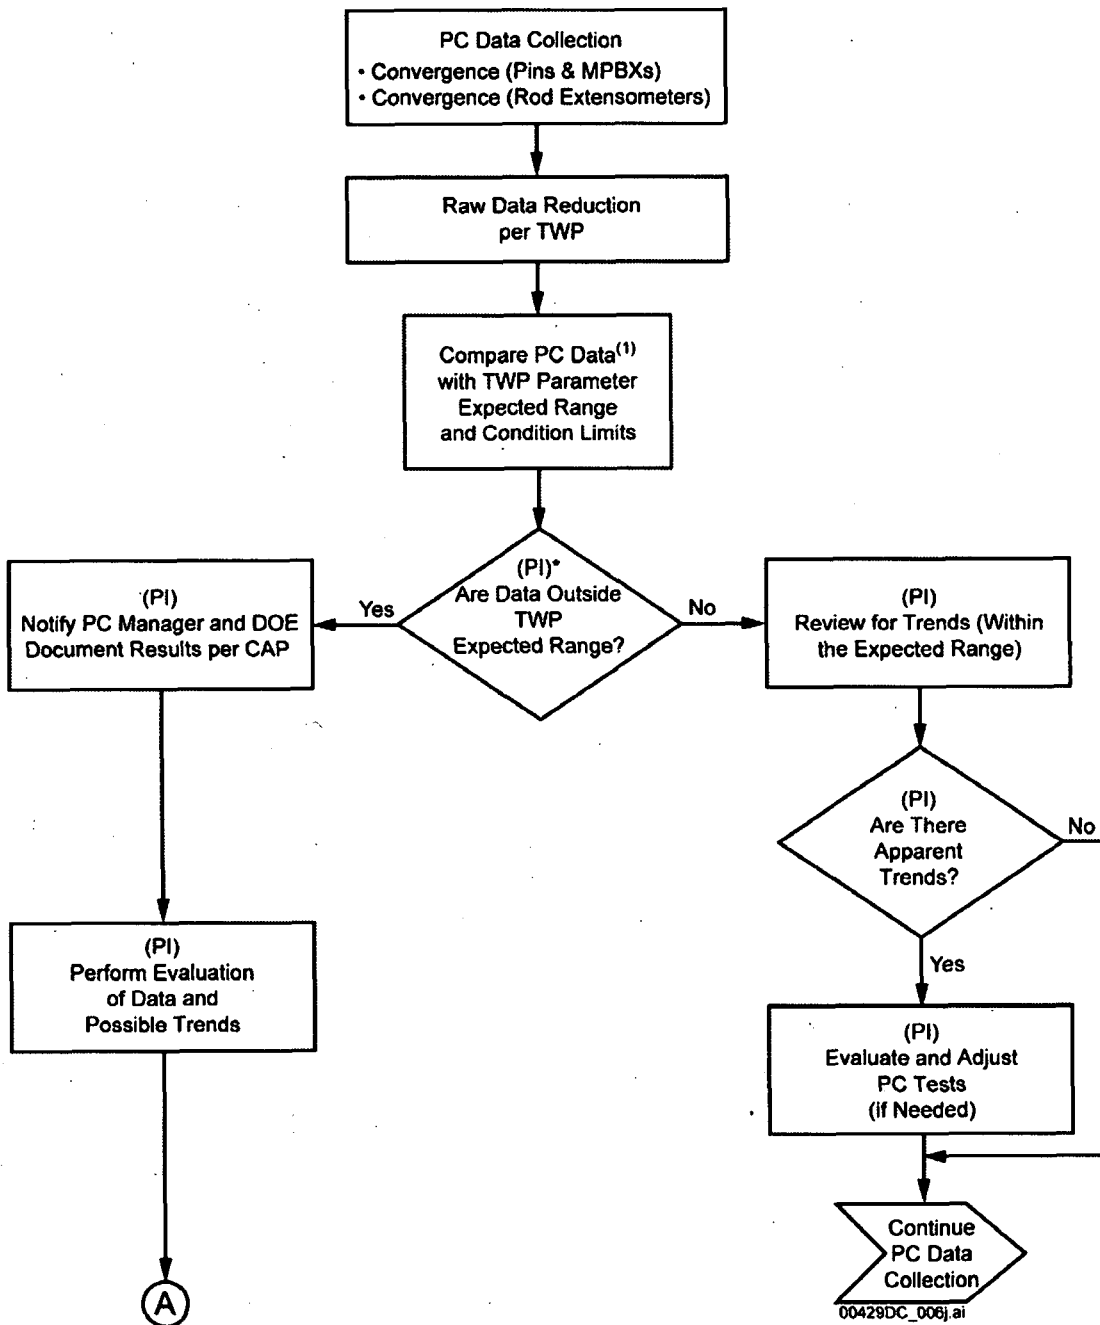 PC Data Collection
• Convergence (Pins & MPBXs)
• Convergence (Rod Extensometers)
Raw Data Reduction
per TWP
Compare PC Data(1)
with TWP Parameter
Expected Range
and Condition Limits
(PI)*
Are Data Outside
TWP
Expected Range?
Yes
No
(PI)
Notify PC Manager and DOE
Document Results per CAP
(PI)
Review for Trends (Within
the Expected Range)
(PI)
Are There
Apparent
Trends?
No
Yes
(PI)
Perform Evaluation
of Data and
Possible Trends
(PI)
Evaluate and Adjust
PC Tests
(if Needed)
Continue
PC Data
Collection
A
00429DC_006j.ai